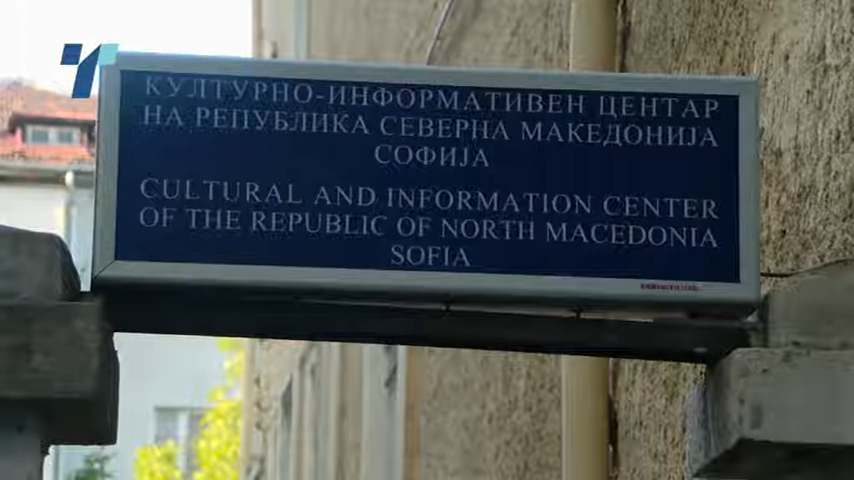 КУЛТУРНО-ИНФОРМАТИВЕН ЦЕНТАР
НА РЕПУБЛИКА СЕВЕРНА МАКЕДОНИЈА
СОФИЈА
CULTURAL AND INFORMATION CENTER
OF THE REPUBLIC OF NORTH MACEDONIA
SOFIA